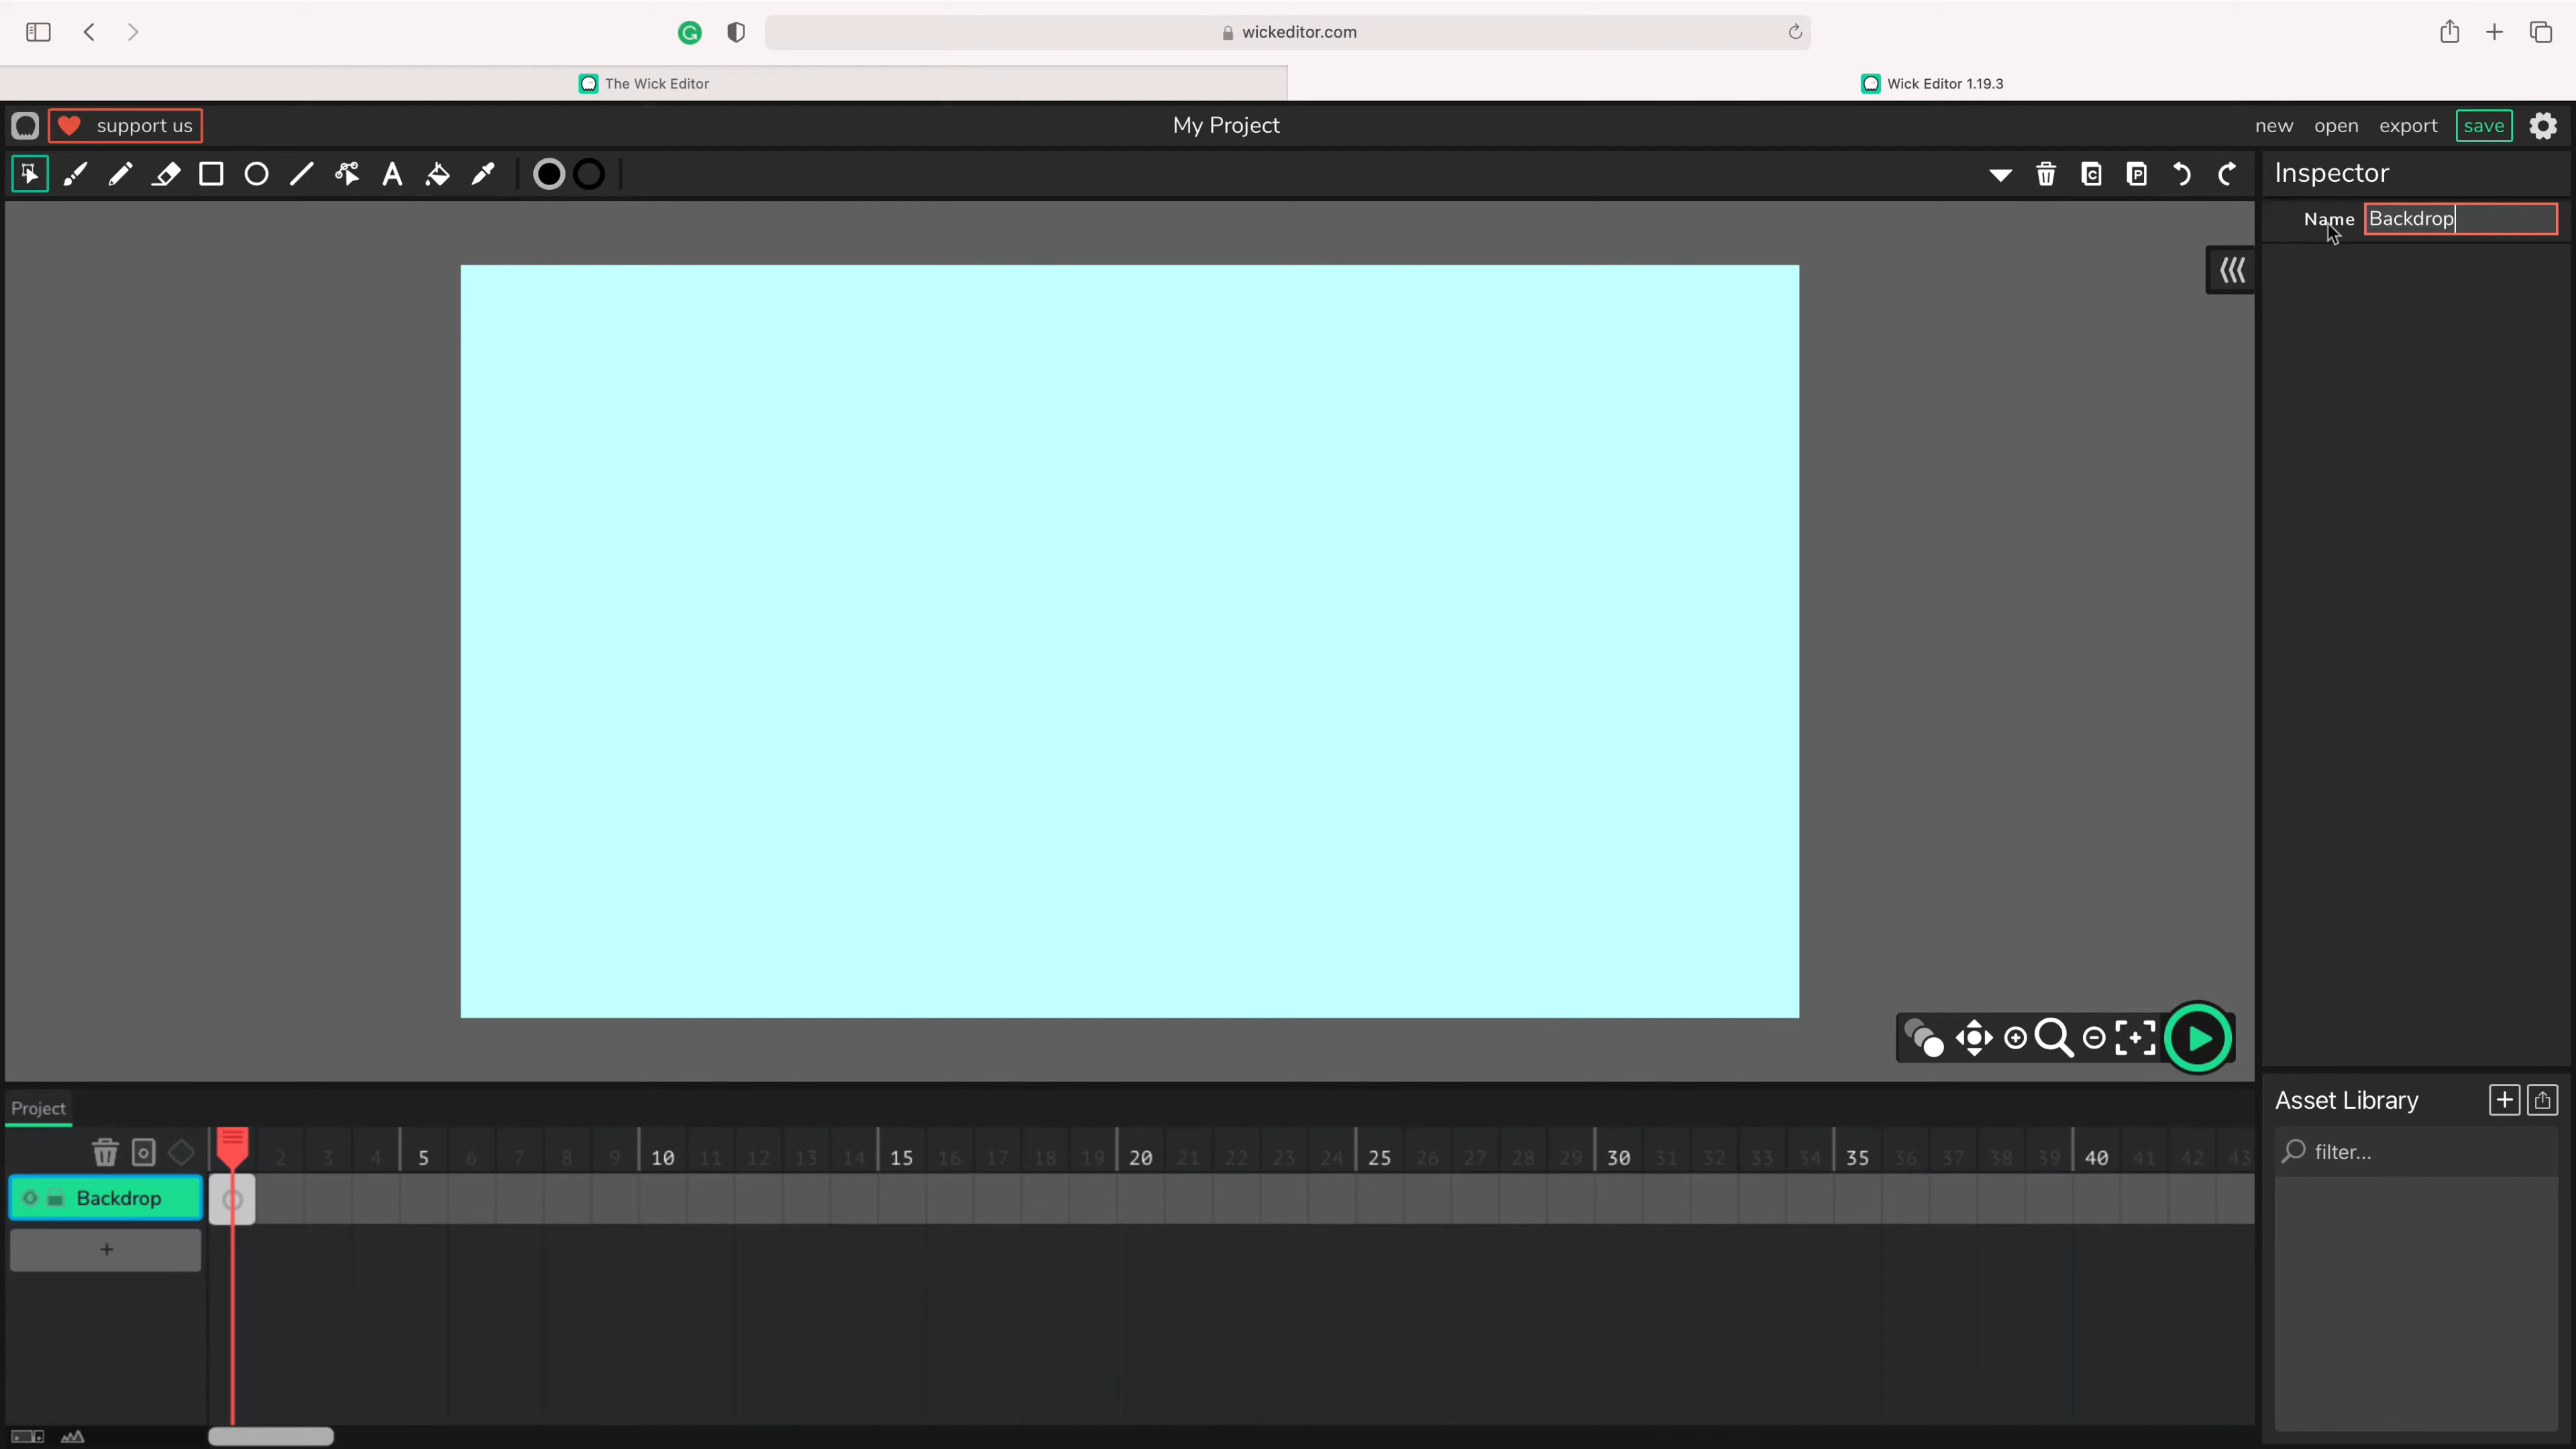 wickeditor.com
The Wick Editor
Wick Editor 1.19.3
support us
My Project
new open export save
Inspector
Name Backdrop
Project
2 3 4 5 6 7 8 9 10 11 12 13 14 15 16 17 18 19 20 21 22 23 24 25 26 27 28 29 30 31 32 33 34 35 36 37 38 39 40 41 42 43
Backdrop
+
Asset Library
filter...